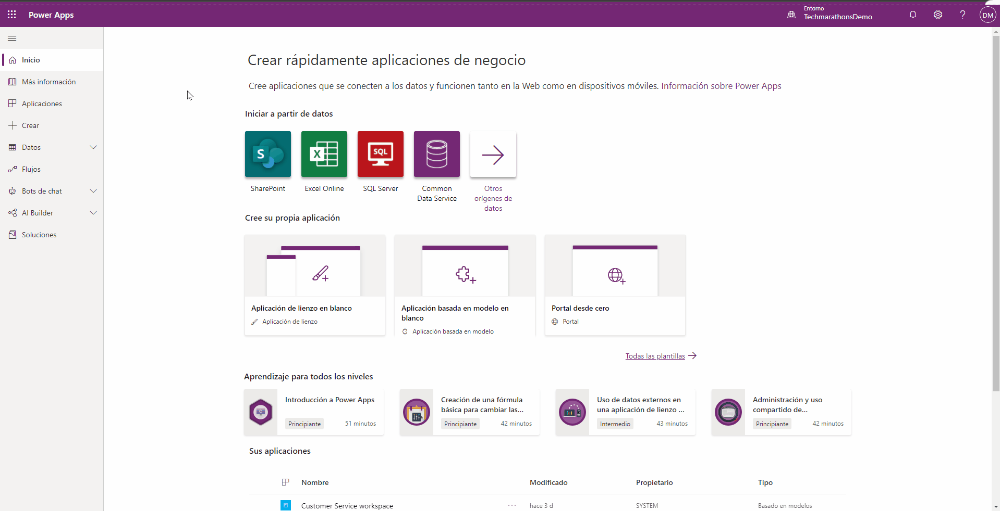 Power Apps
Entorno
TechmarathonsDemo
DM
Inicio
Más información
Aplicaciones
Crear
Datos
Flujos
Bots de chat
AI Builder
Soluciones
Crear rápidamente aplicaciones de negocio
Cree aplicaciones que se conecten a los datos y funcionen tanto en la Web como en dispositivos móviles. Información sobre Power Apps
Iniciar a partir de datos
S
X
SQL
SharePoint
Excel Online
SQL Server
Common
Data Service
Otros
orígenes de
datos
Cree su propia aplicación
Aplicación de lienzo en blanco
Aplicación de lienzo
Aplicación basada en modelo en
blanco
Aplicación basada en modelo
Portal desde cero
Portal
Todas las plantillas
Aprendizaje para todos los niveles
Introducción a Power Apps
Principiante 51 minutos
Creación de una fórmula
básica para cambiar las...
Principiante 42 minutos
Uso de datos externos en
una aplicación de lienzo ...
Intermedio 43 minutos
Administración y uso
compartido de...
Principiante 42 minutos
Sus aplicaciones
Nombre Modificado Propietario Tipo
Customer Service workspace ... hace 3 d SYSTEM Basado en modelos